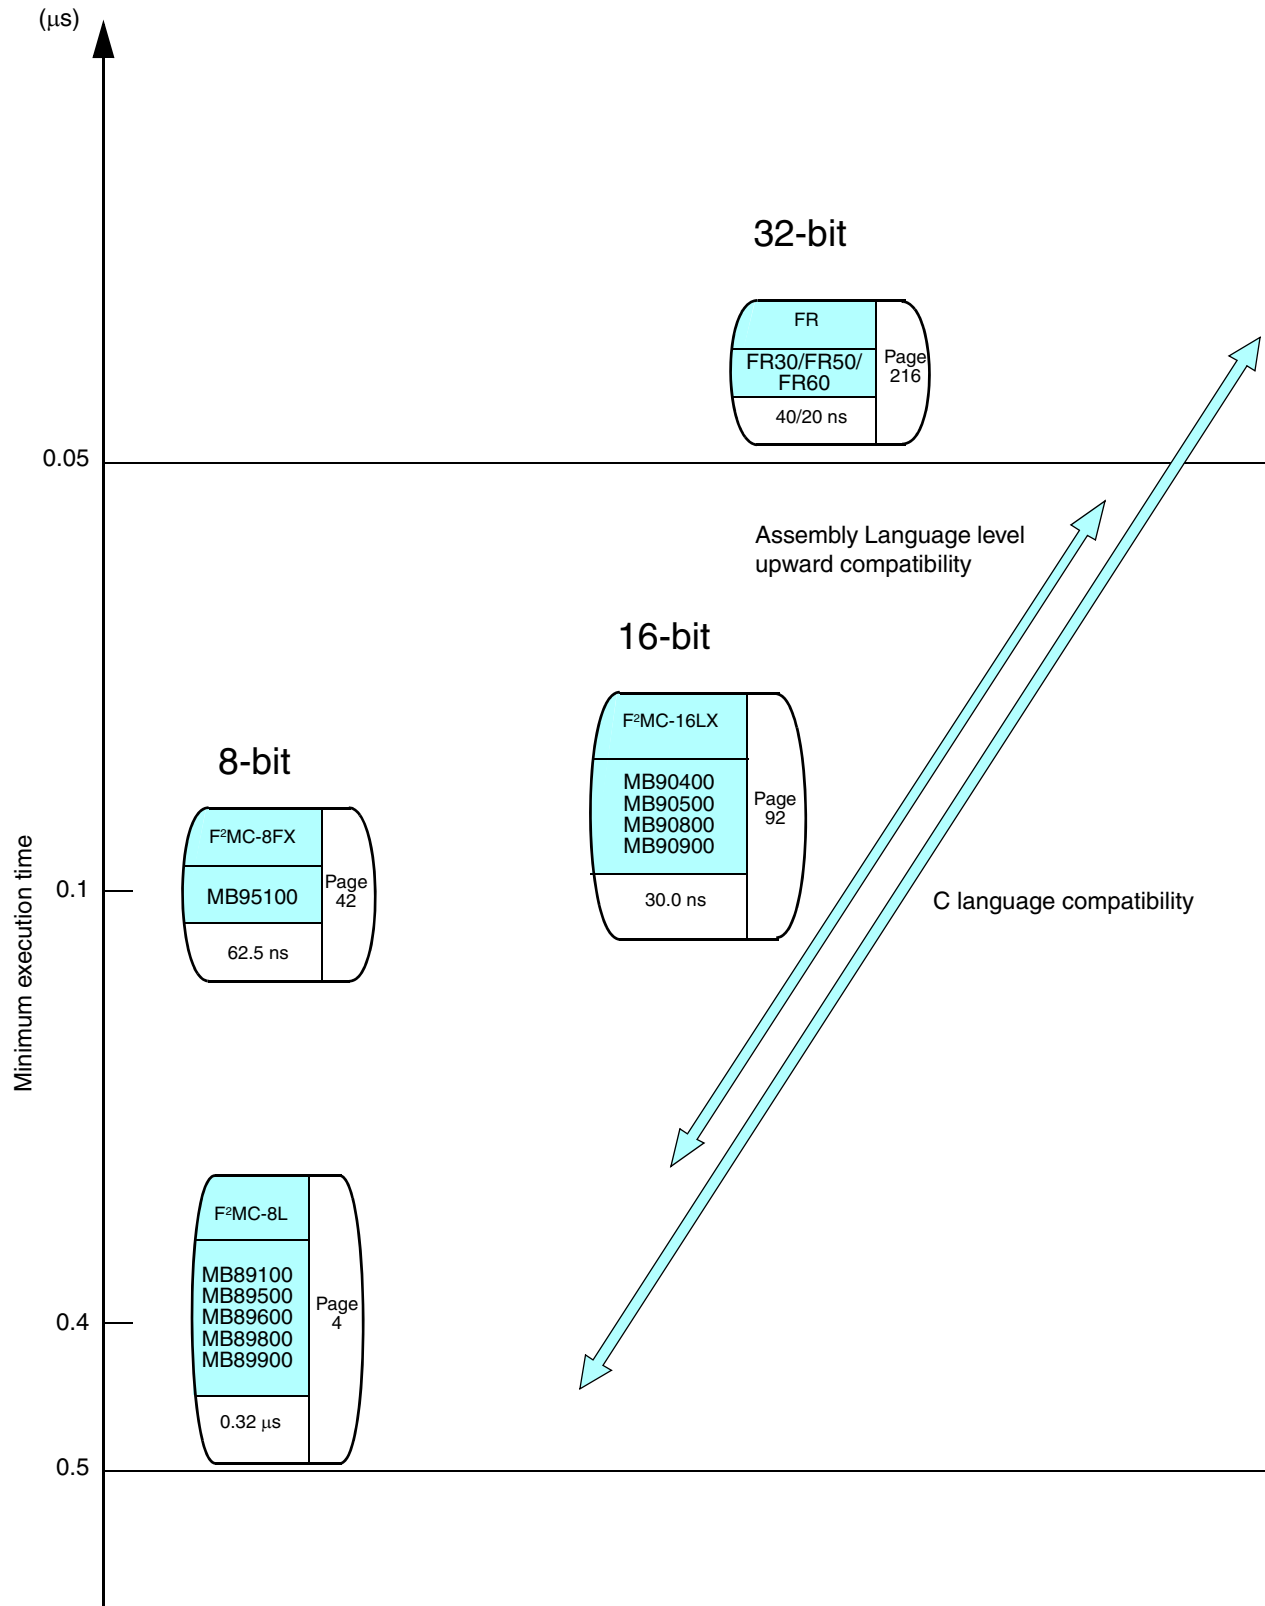 (μs)
32-bit
FR
FR30/FR50/
FR60
40/20 ns
Page
216
0.05
Assembly Language level
upward compatibility
16-bit
F²MC-16LX
MB90400
MB90500
MB90800
MB90900
30.0 ns
Page
92
8-bit
F²MC-8FX
MB95100
62.5 ns
Page
42
0.1
C language compatibility
Minimum execution time
F²MC-8L
MB89100
MB89500
MB89600
MB89800
MB89900
0.32 μs
Page
4
0.4
0.5